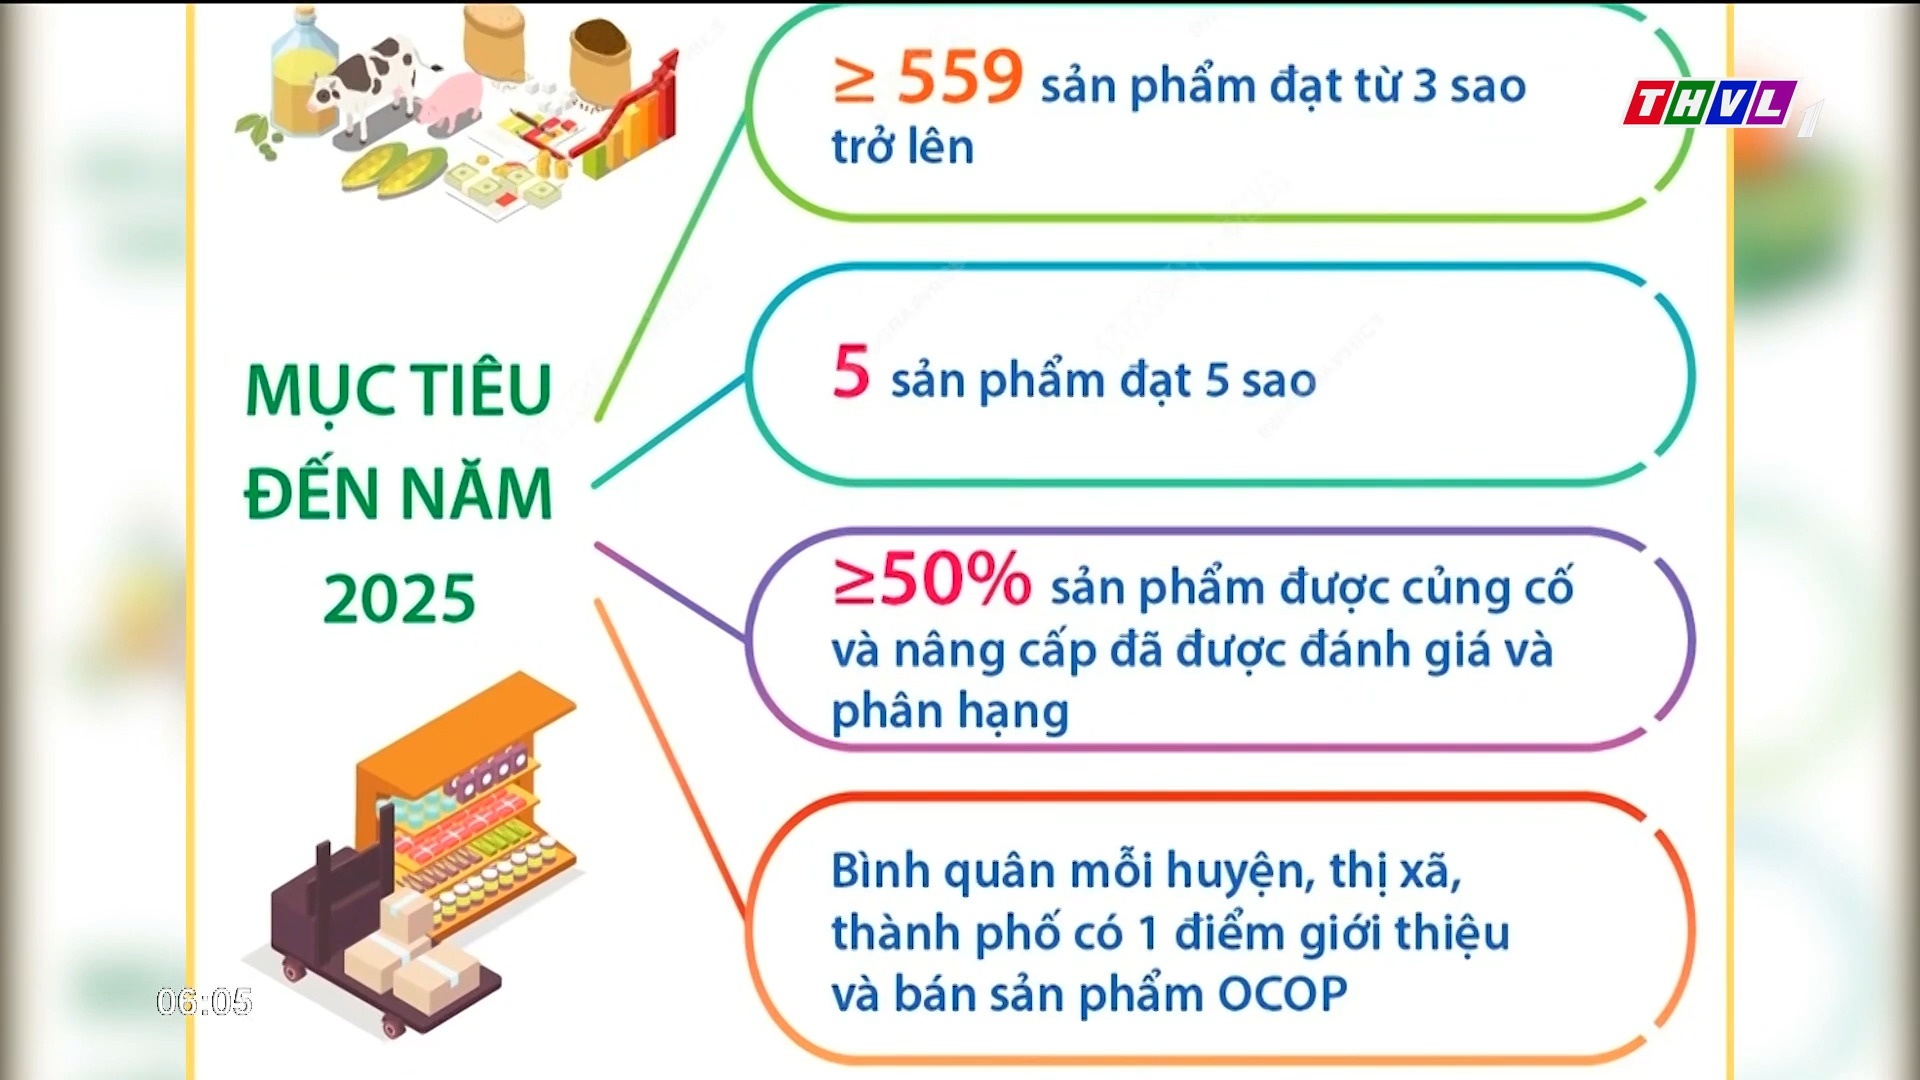 ≥ 559 sản phẩm đạt từ 3 sao
trở lên
THVL 1
MỤC TIÊU
ĐẾN NĂM
2025
5 sản phẩm đạt 5 sao
≥50% sản phẩm được củng cố
và nâng cấp đã được đánh giá và
phân hạng
Bình quân mỗi huyện, thị xã,
thành phố có 1 điểm giới thiệu
và bán sản phẩm OCOP
06:05